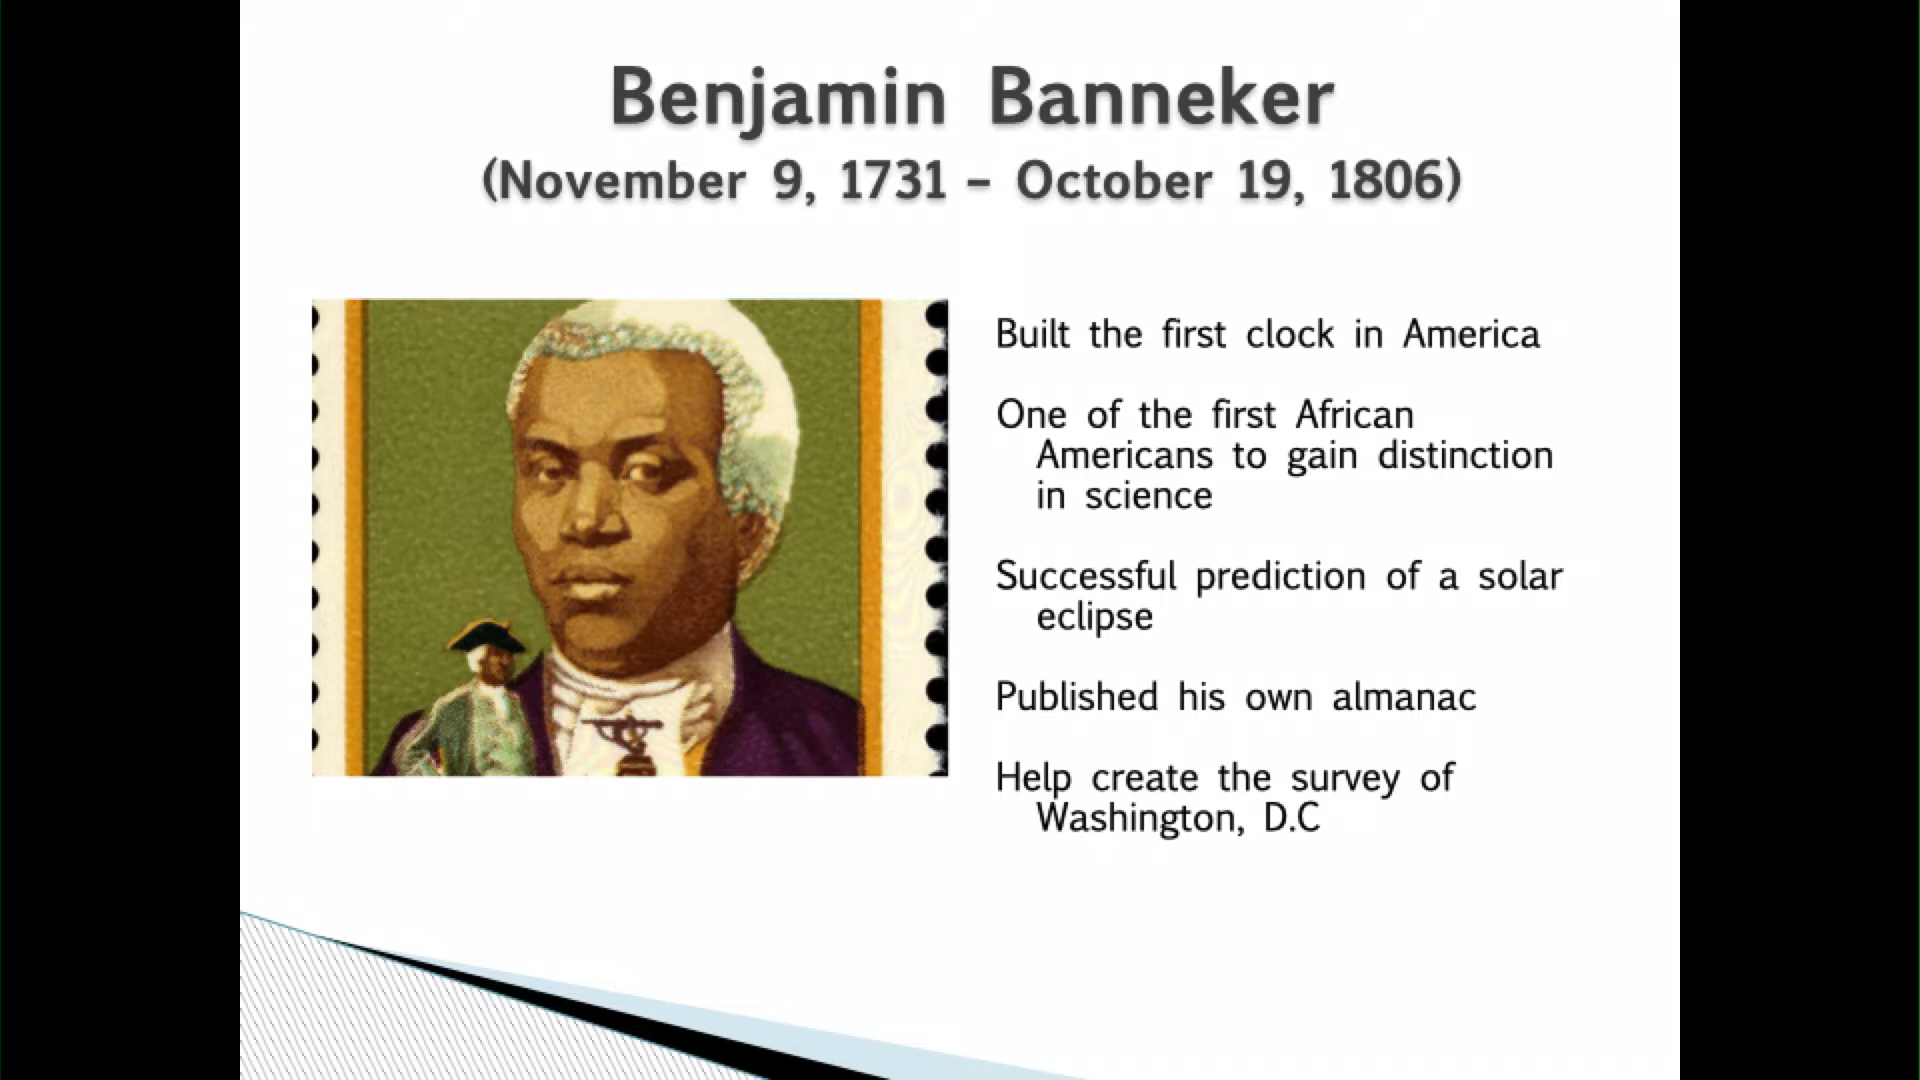 Benjamin Banneker
(November 9, 1731 – October 19, 1806)
Built the first clock in America
One of the first African
Americans to gain distinction
in science
Successful prediction of a solar
eclipse
Published his own almanac
Help create the survey of
Washington, D.C